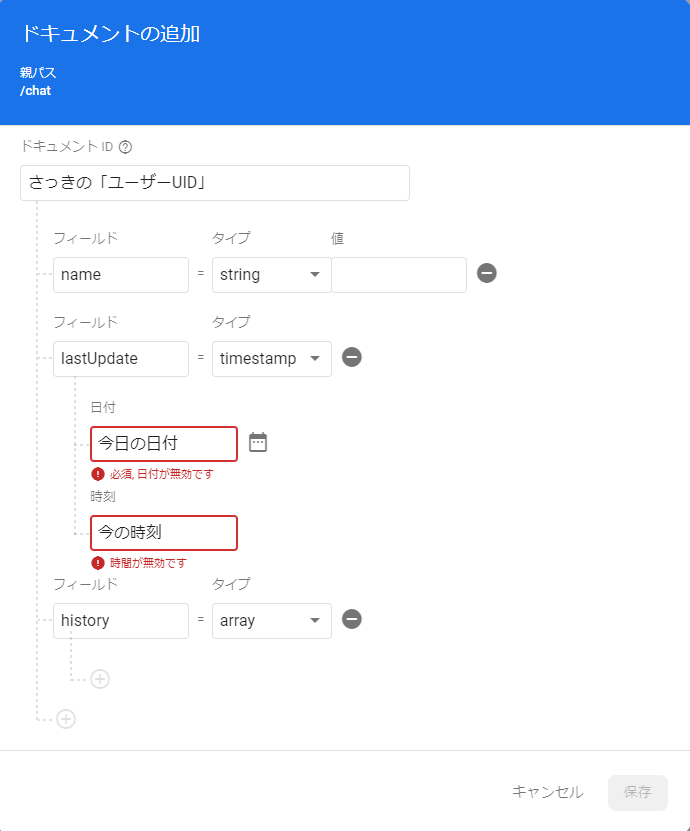 ドキュメントの追加
親パス
/chat
ドキュメント ID
さっきの「ユーザーUID」
フィールド タイプ 値
name = string
フィールド タイプ
lastUpdate = timestamp
日付
今日の日付
必須, 日付が無効です
時刻
今の時刻
時間が無効です
フィールド タイプ
history = array
キャンセル 保存